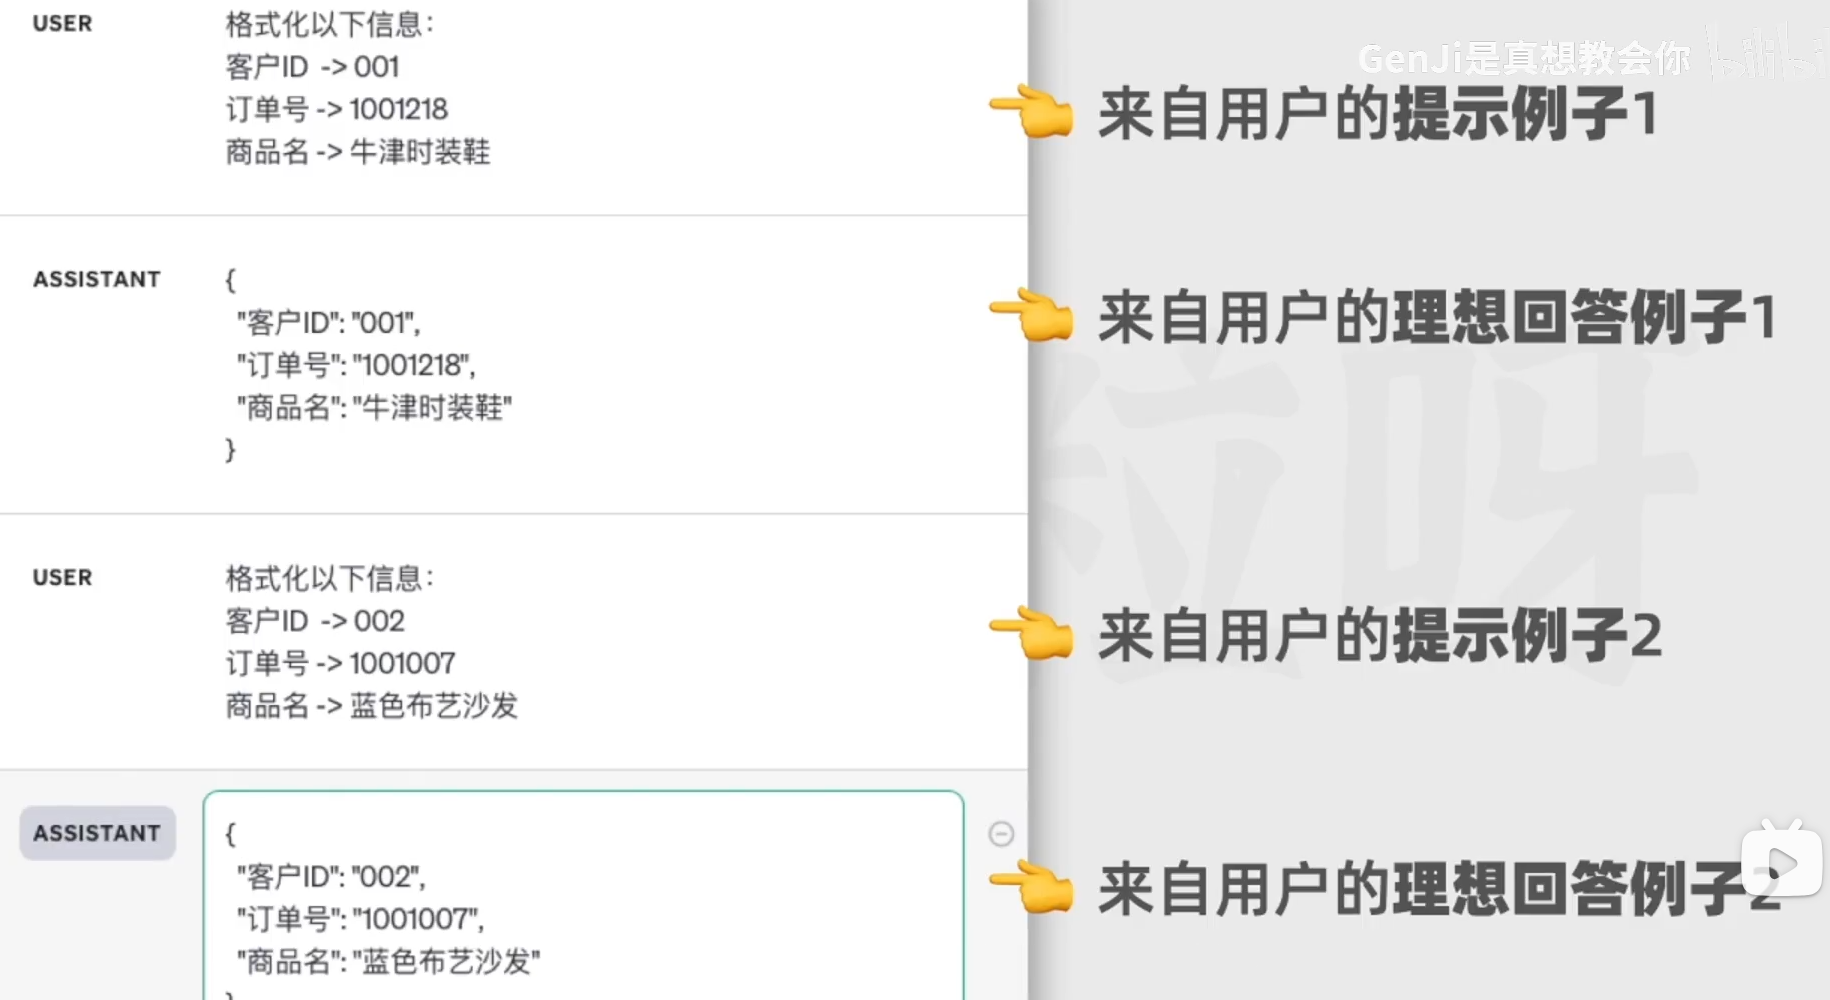 USER
格式化以下信息：
客户ID -> 001
订单号 -> 1001218
商品名 -> 牛津时装鞋
GenJi是真想教会你 bilibili
来自用户的提示例子1
ASSISTANT
{
"客户ID": "001",
"订单号": "1001218",
"商品名": "牛津时装鞋"
}
来自用户的理想回答例子1
粒呀
USER
格式化以下信息：
客户ID -> 002
订单号 -> 1001007
商品名 -> 蓝色布艺沙发
来自用户的提示例子2
ASSISTANT
{
"客户ID": "002",
"订单号": "1001007",
"商品名": "蓝色布艺沙发"
}
来自用户的理想回答例子2